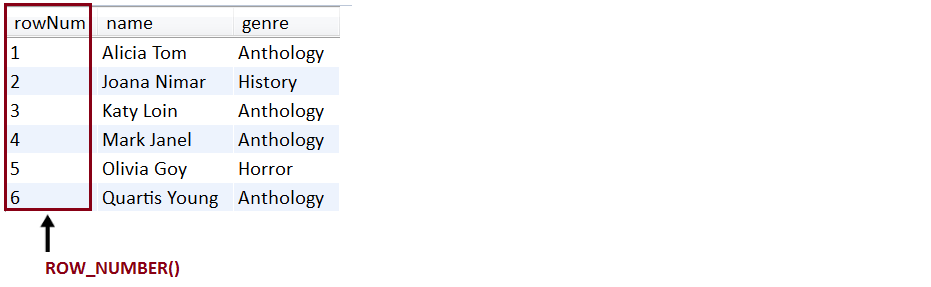 rowNum name genre
1 Alicia Tom Anthology
2 Joana Nimar History
3 Katy Loin Anthology
4 Mark Janel Anthology
5 Olivia Goy Horror
6 Quartis Young Anthology
ROW_NUMBER()